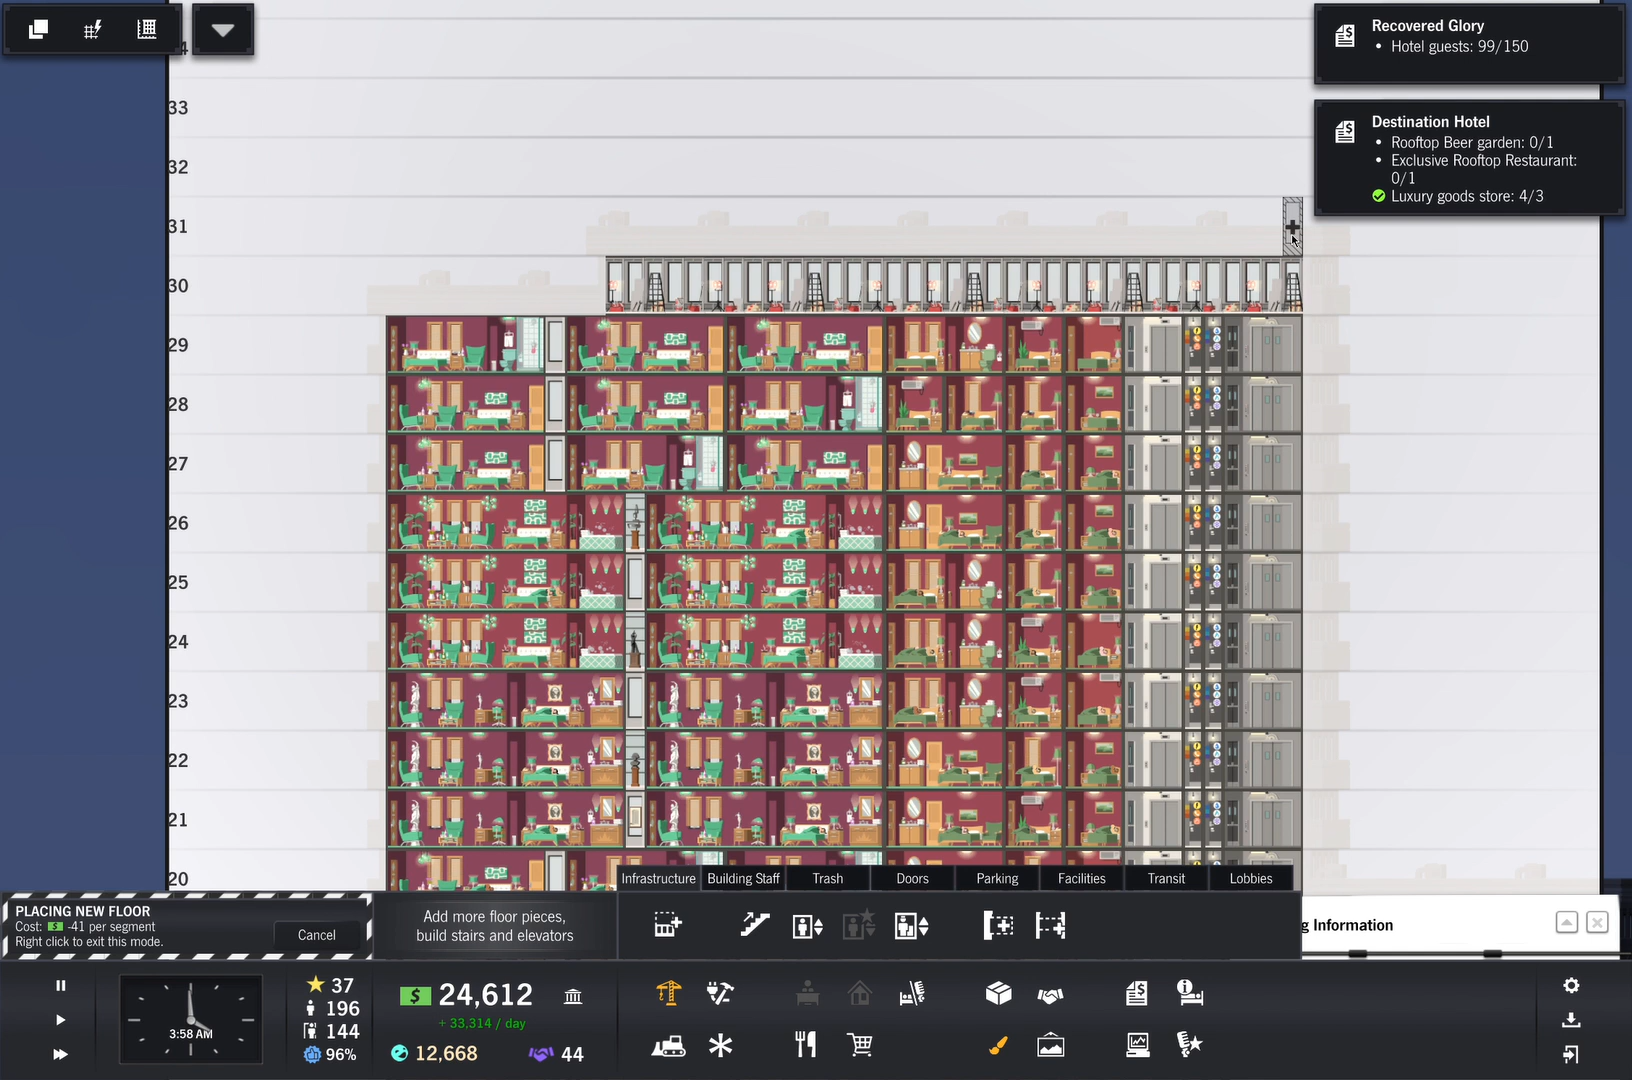 Recovered Glory
• Hotel guests: 99/150
Destination Hotel
• Rooftop Beer garden: 0/1
• Exclusive Rooftop Restaurant:
0/1
Luxury goods store: 4/3
33
32
31
30
29
28
27
26
25
24
23
22
21
20
Infrastructure
Building Staff
Trash
Doors
Parking
Facilities
Transit
Lobbies
PLACING NEW FLOOR
Cost: $ -41 per segment
Right click to exit this mode.
Cancel
Add more floor pieces,
build stairs and elevators
g Information
3:58 AM
37
196
144
96%
$ 24,612
+ 33,314 / day
12,668
44